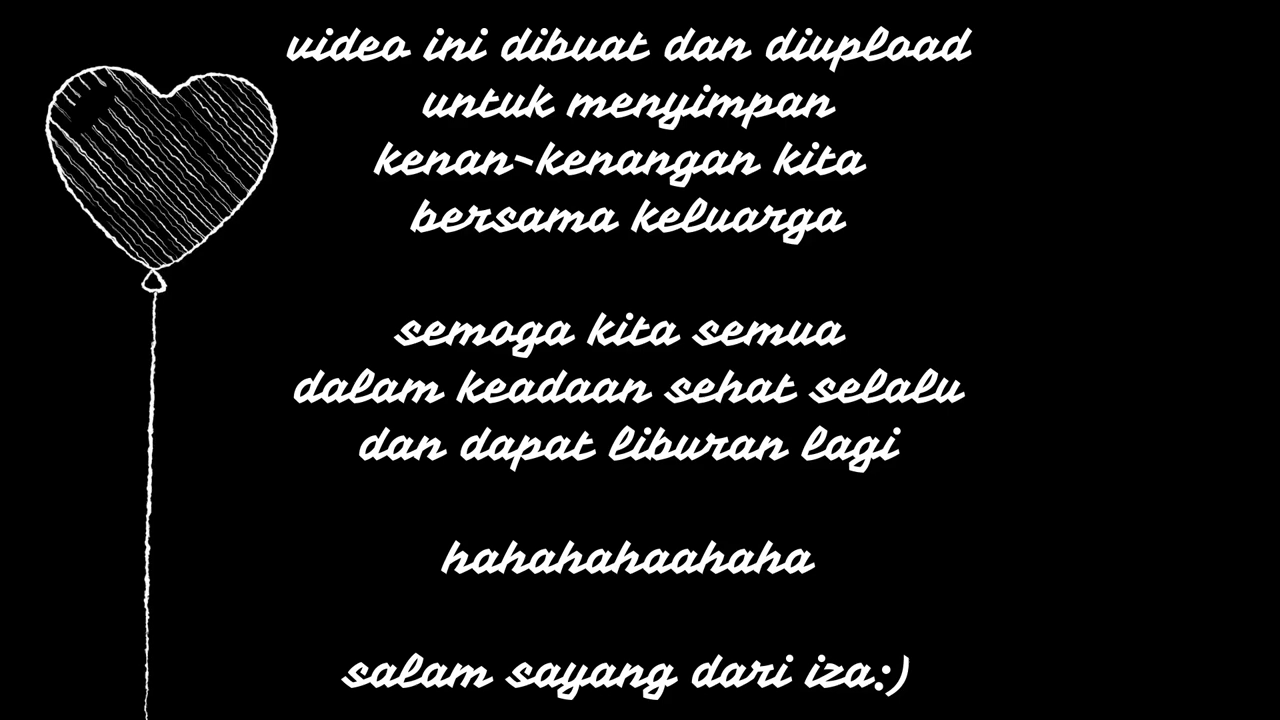 video ini dibuat dan diupload
untuk menyimpan
kenan-kenangan kita
bersama keluarga
semoga kita semua
dalam keadaan sehat selalu
dan dapat liburan lagi
hahahahaahaha
salam sayang dari iza:)